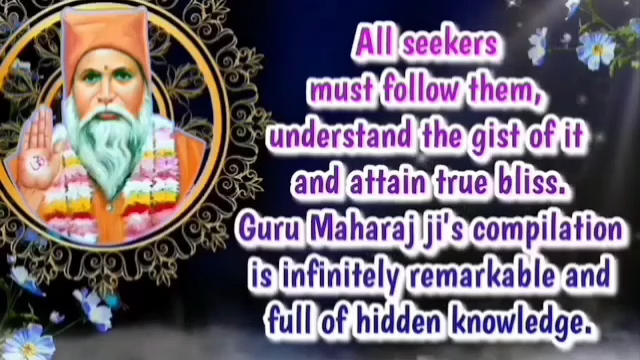 All seekers
must follow them,
understand the gist of it
and attain true bliss.
Guru Maharaj ji's compilation
is infinitely remarkable and
full of hidden knowledge.
ॐ